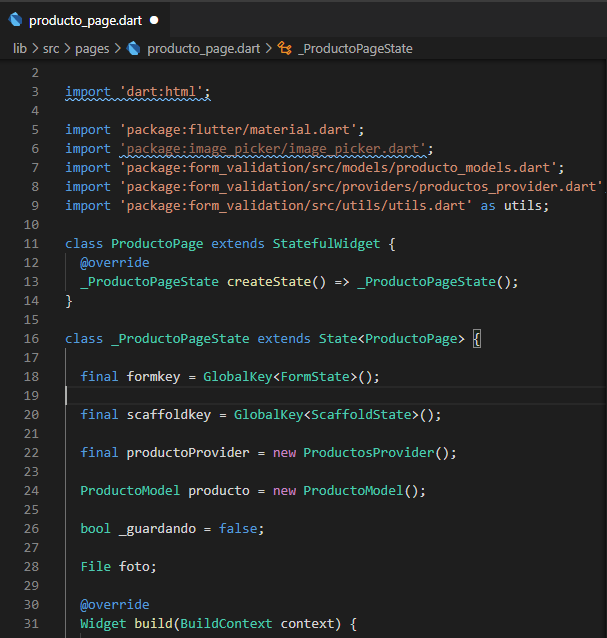 producto_page.dart
lib > src > pages > producto_page.dart > _ProductoPageState
2
3 import 'dart:html';
4
5 import 'package:flutter/material.dart';
6 import 'package:image_picker/image_picker.dart';
7 import 'package:form_validation/src/models/producto_models.dart';
8 import 'package:form_validation/src/providers/productos_provider.dart'
9 import 'package:form_validation/src/utils/utils.dart' as utils;
10
11 class ProductoPage extends StatefulWidget {
12 @override
13 _ProductoPageState createState() => _ProductoPageState();
14 }
15
16 class _ProductoPageState extends State<ProductoPage> {
17
18 final formkey = GlobalKey<FormState>();
19
20 final scaffoldkey = GlobalKey<ScaffoldState>();
21
22 final productoProvider = new ProductosProvider();
23
24 ProductoModel producto = new ProductoModel();
25
26 bool _guardando = false;
27
28 File foto;
29
30 @override
31 Widget build(BuildContext context) {